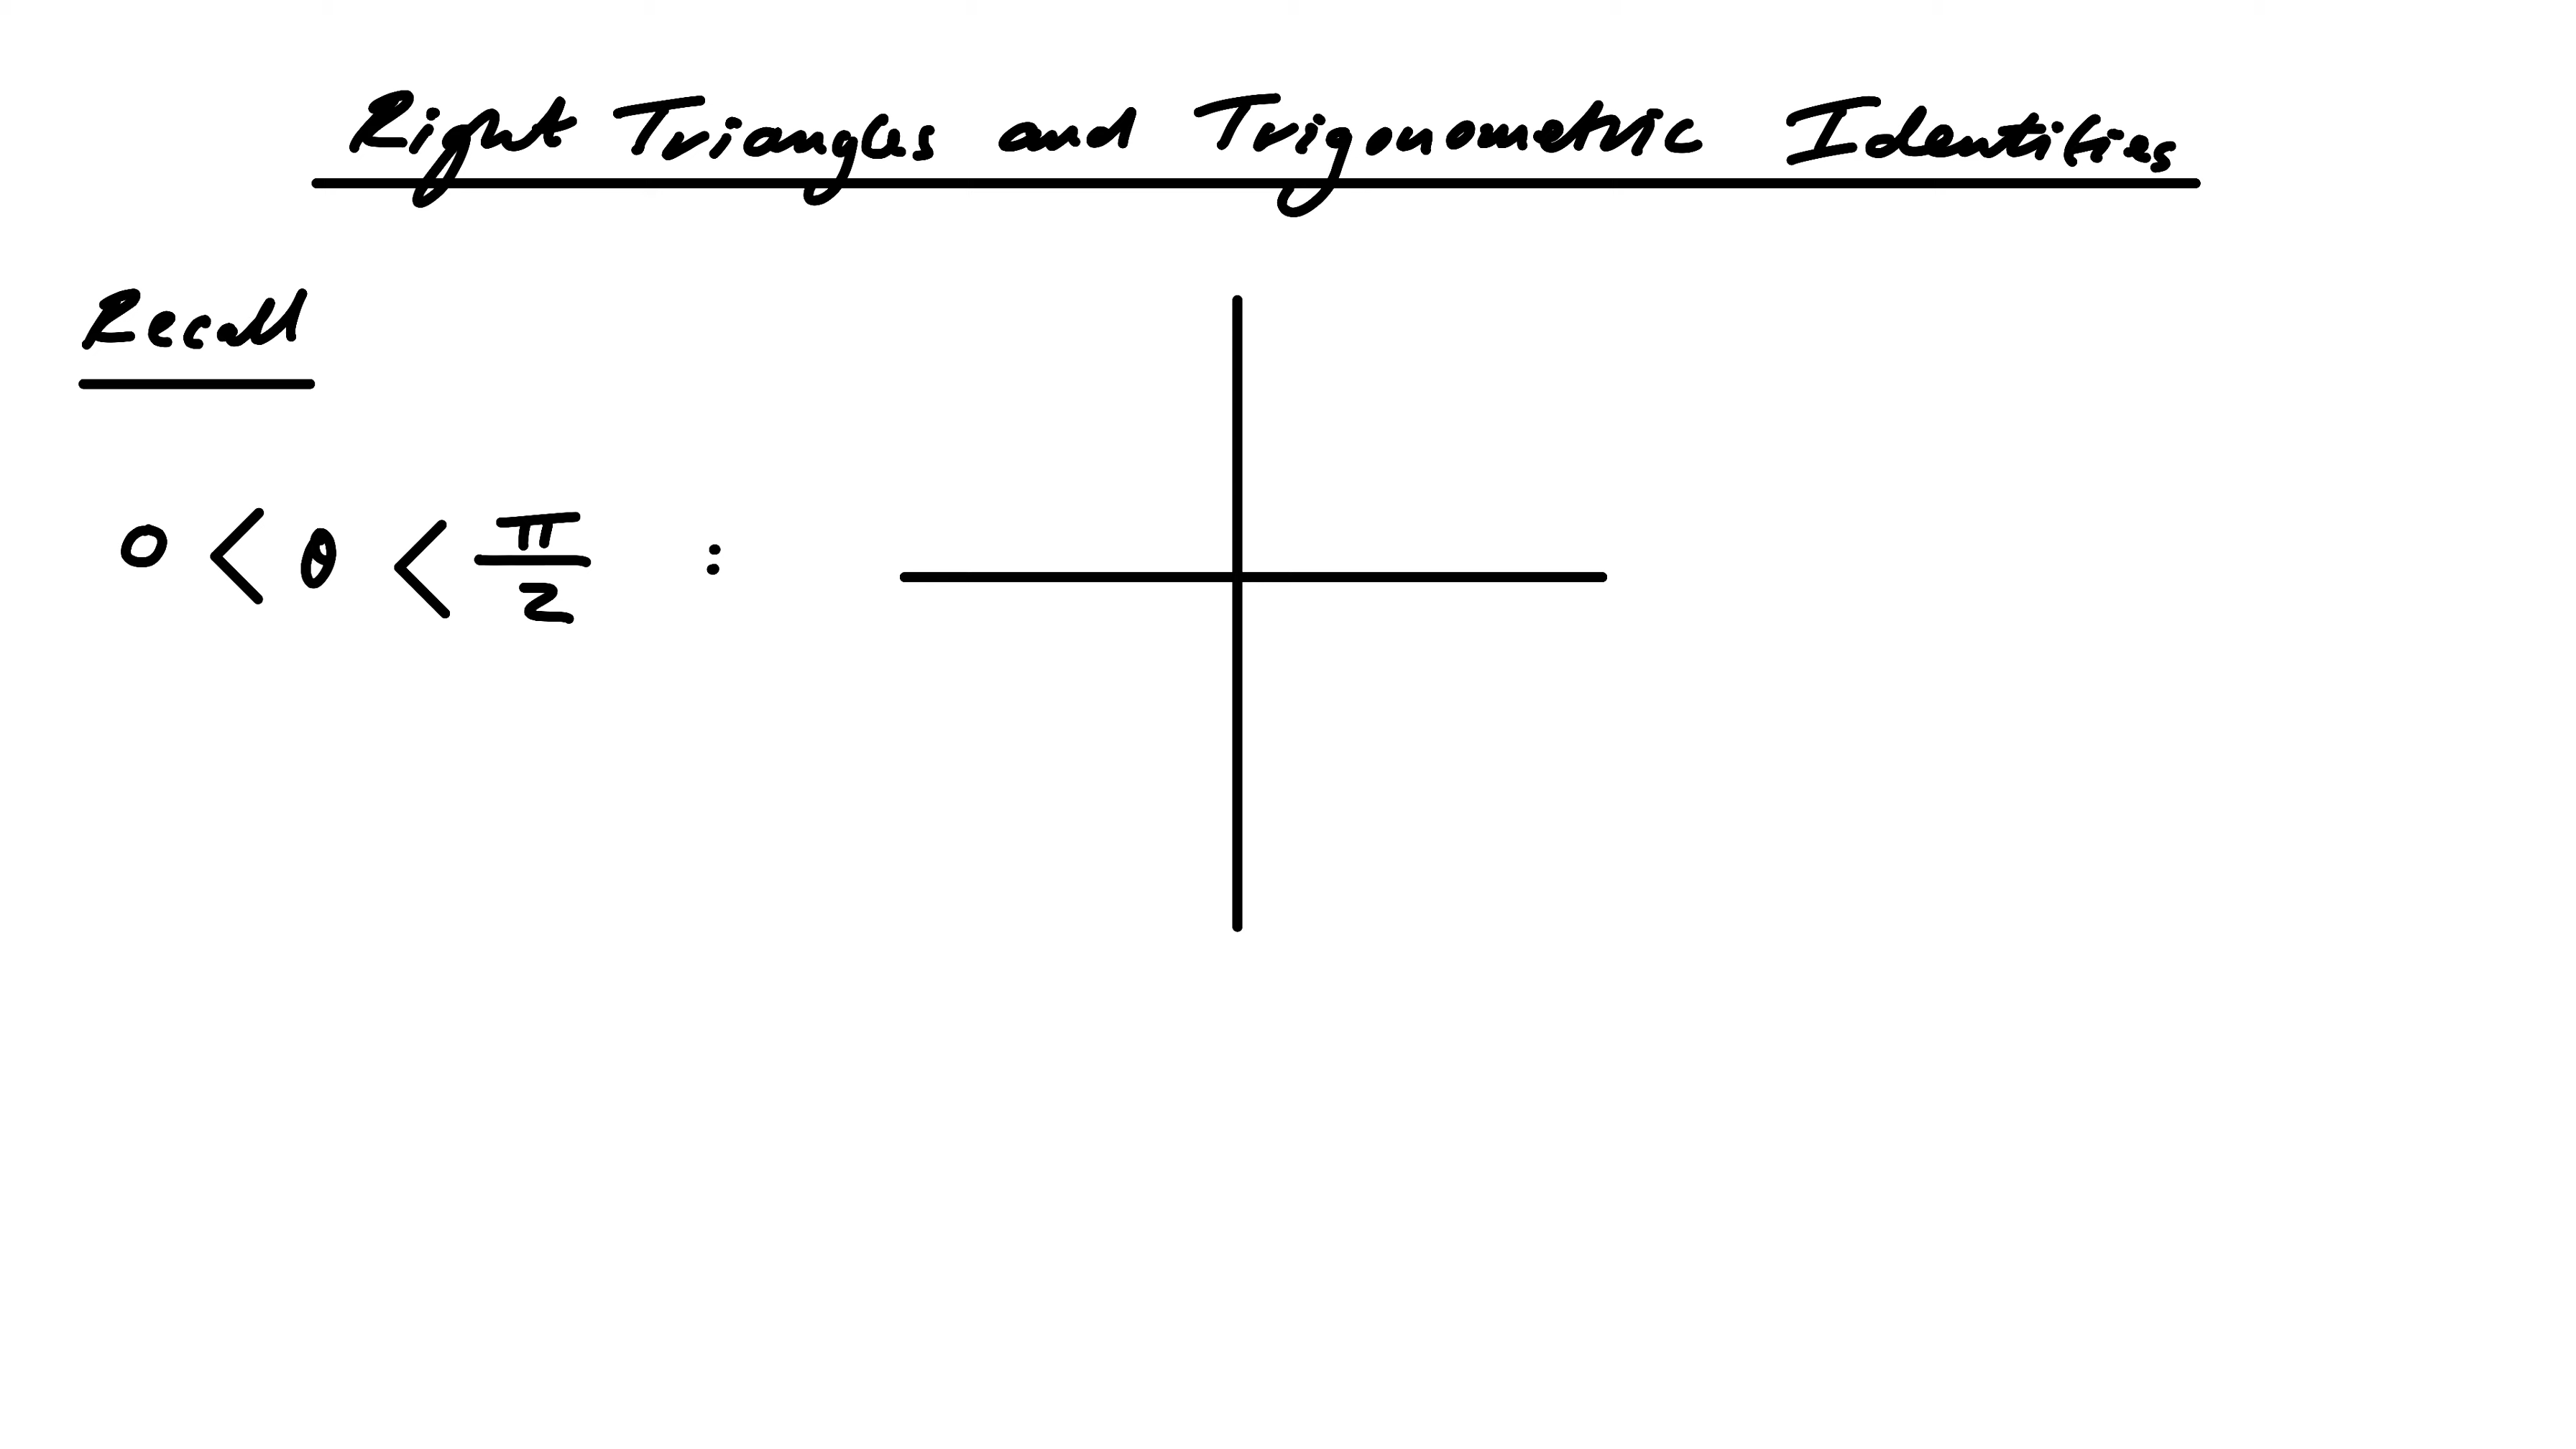 Right Triangles and Trigonometric Identities
Recall
0 < θ < π/2 :